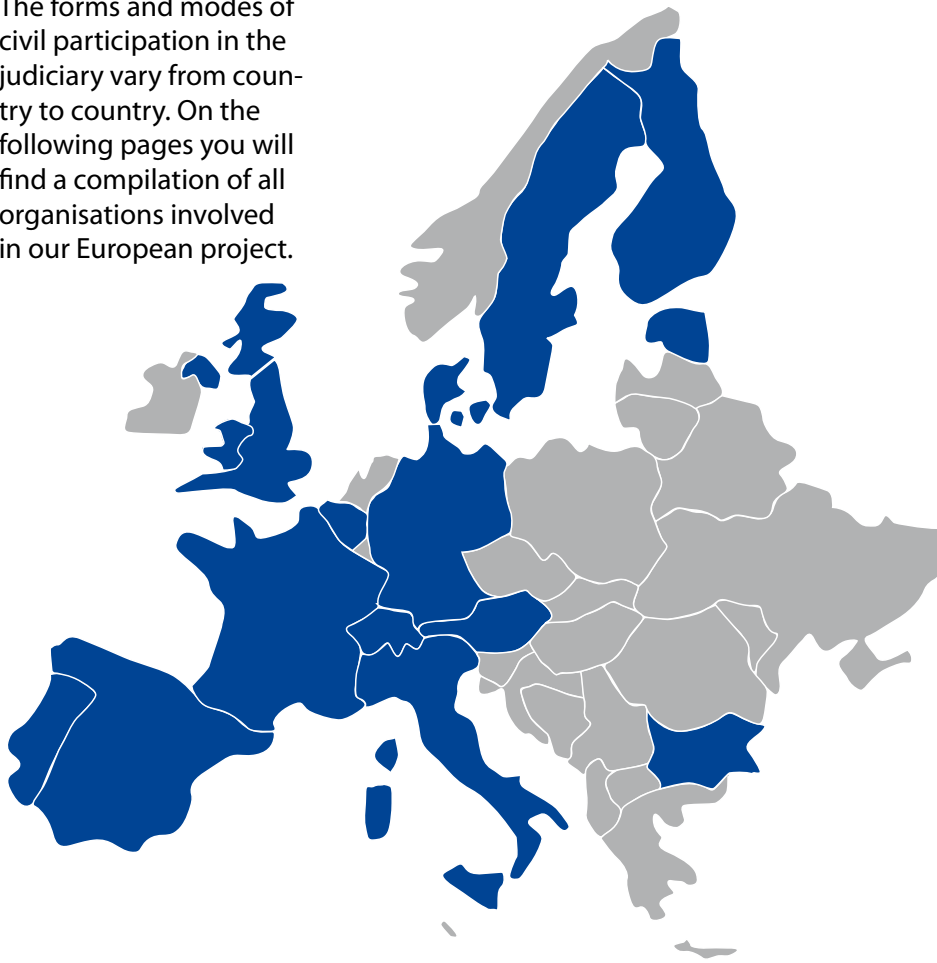 The forms and modes of
civil participation in the
judiciary vary from coun-
try to country. On the
following pages you will
find a compilation of all
organisations involved
in our European project.